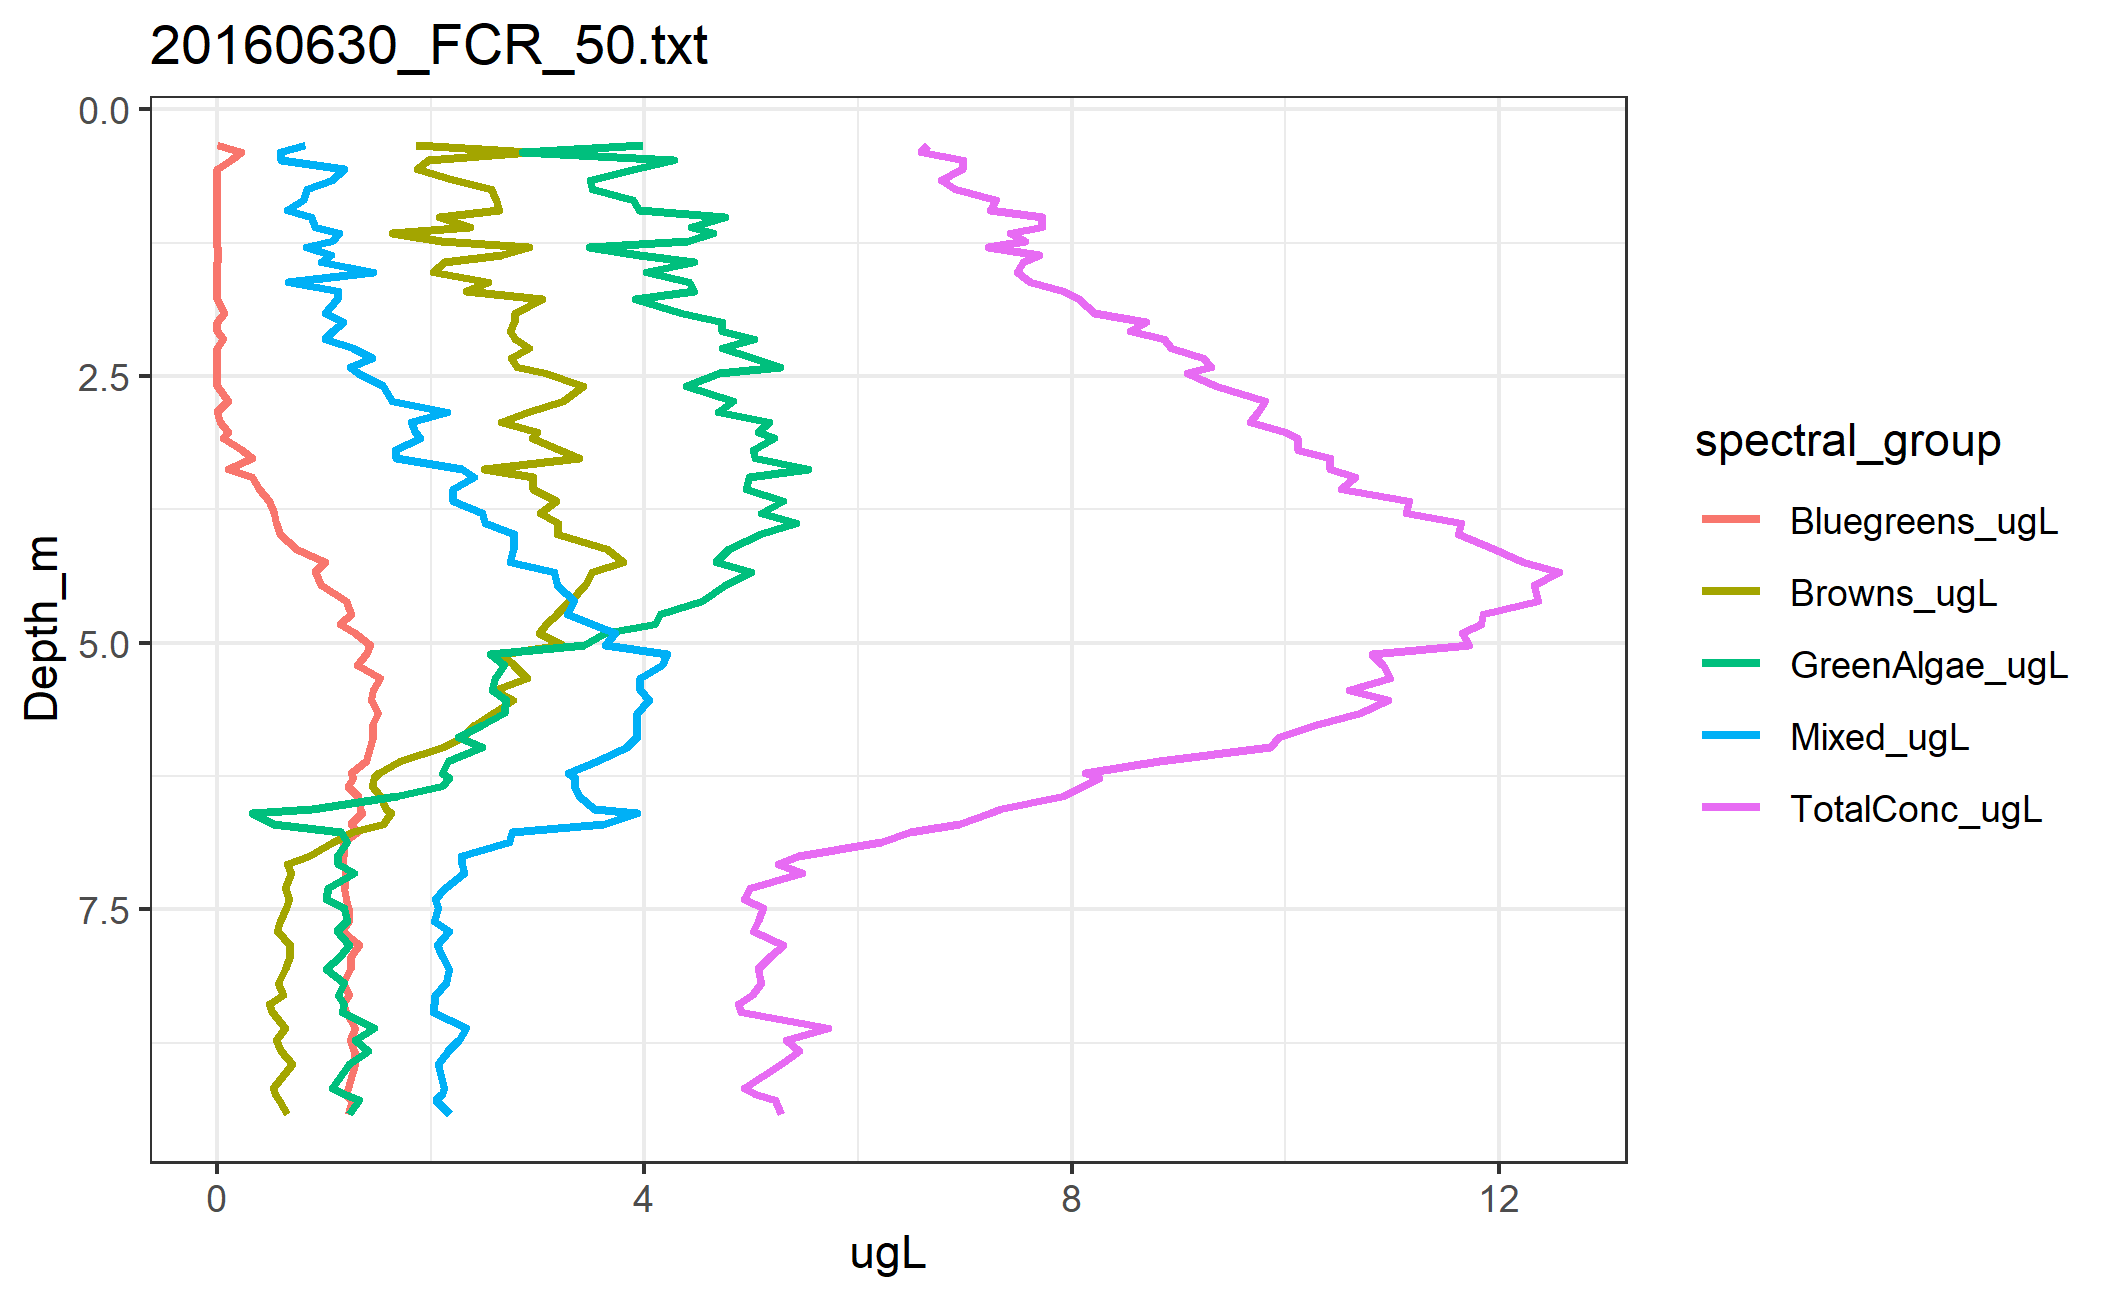 20160630_FCR_50.txt
0.0
2.5
5.0
7.5
Depth_m
0 4 8 12
ugL
spectral_group
Bluegreens_ugL
Browns_ugL
GreenAlgae_ugL
Mixed_ugL
TotalConc_ugL